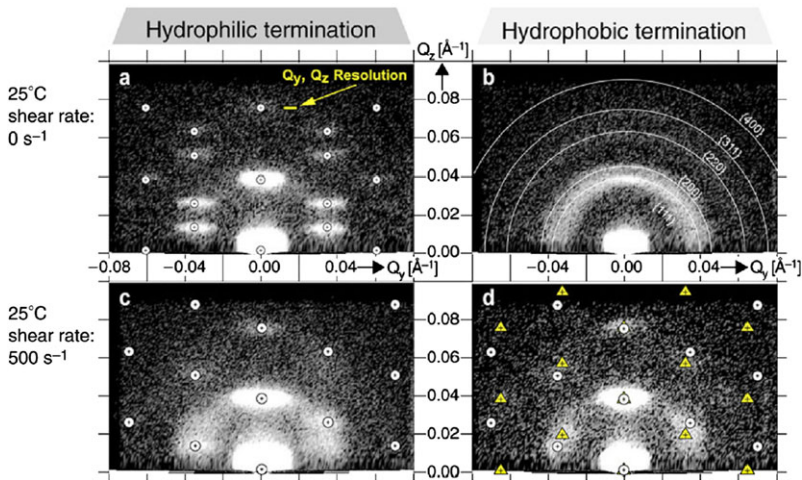 Hydrophilic termination
Hydrophobic termination
Qz [Å⁻¹]
25°C
shear rate:
0 s⁻¹
a
Qy, Qz Resolution
b
0.08
0.06
0.04
0.02
0.00
(400)
(311)
(220)
(200)
(111)
−0.08
−0.04
0.00
0.04
Qy [Å⁻¹]
−0.04
0.00
0.04
Qy [Å⁻¹]
25°C
shear rate:
500 s⁻¹
c
d
0.08
0.06
0.04
0.02
0.00